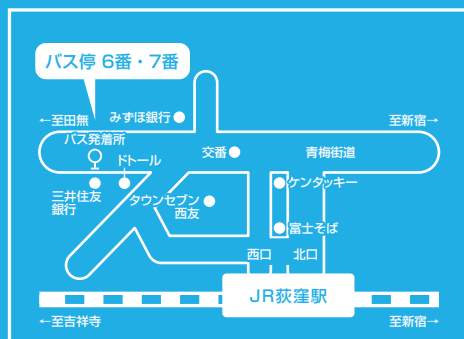 バス停 6番・7番
←至田無
みずほ銀行
至新宿→
バス発着所
交番
青梅街道
ドトール
三井住友
銀行
タウンセブン
西友
ケンタッキー
富士そば
西口
北口
JR荻窪駅
←至吉祥寺
至新宿→